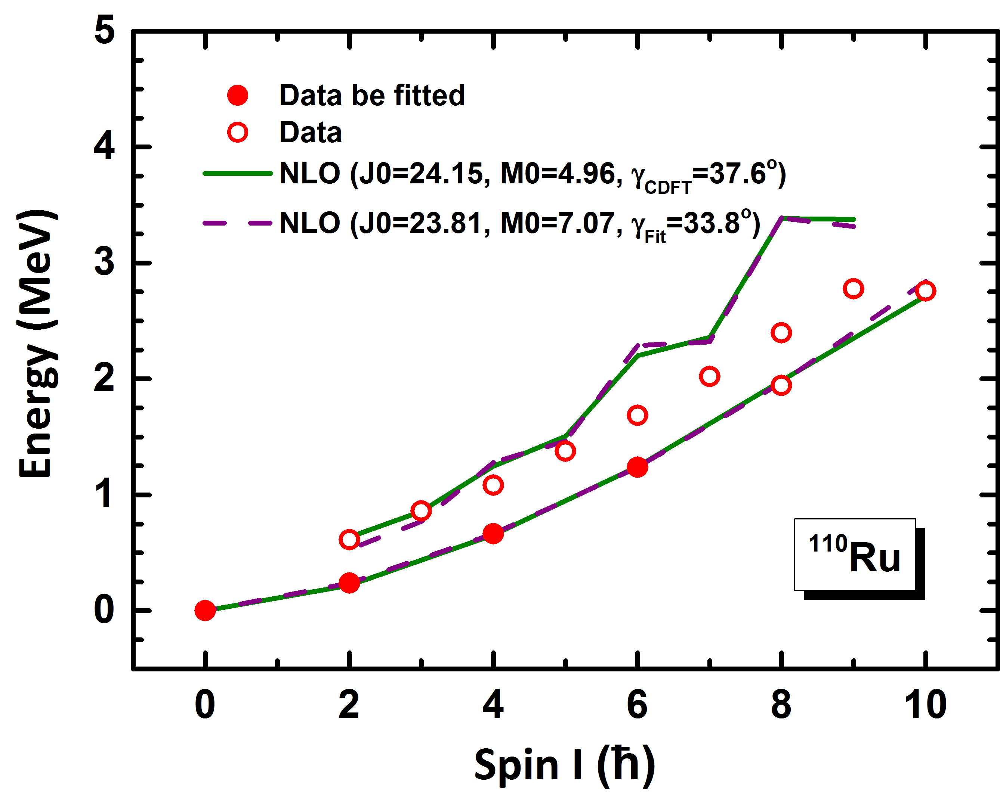 5
4
3
2
1
0
Energy (MeV)
Data be fitted
Data
NLO (J0=24.15, M0=4.96, γCDFT=37.6o)
NLO (J0=23.81, M0=7.07, γFit=33.8o)
110Ru
0 2 4 6 8 10
Spin I (ħ)